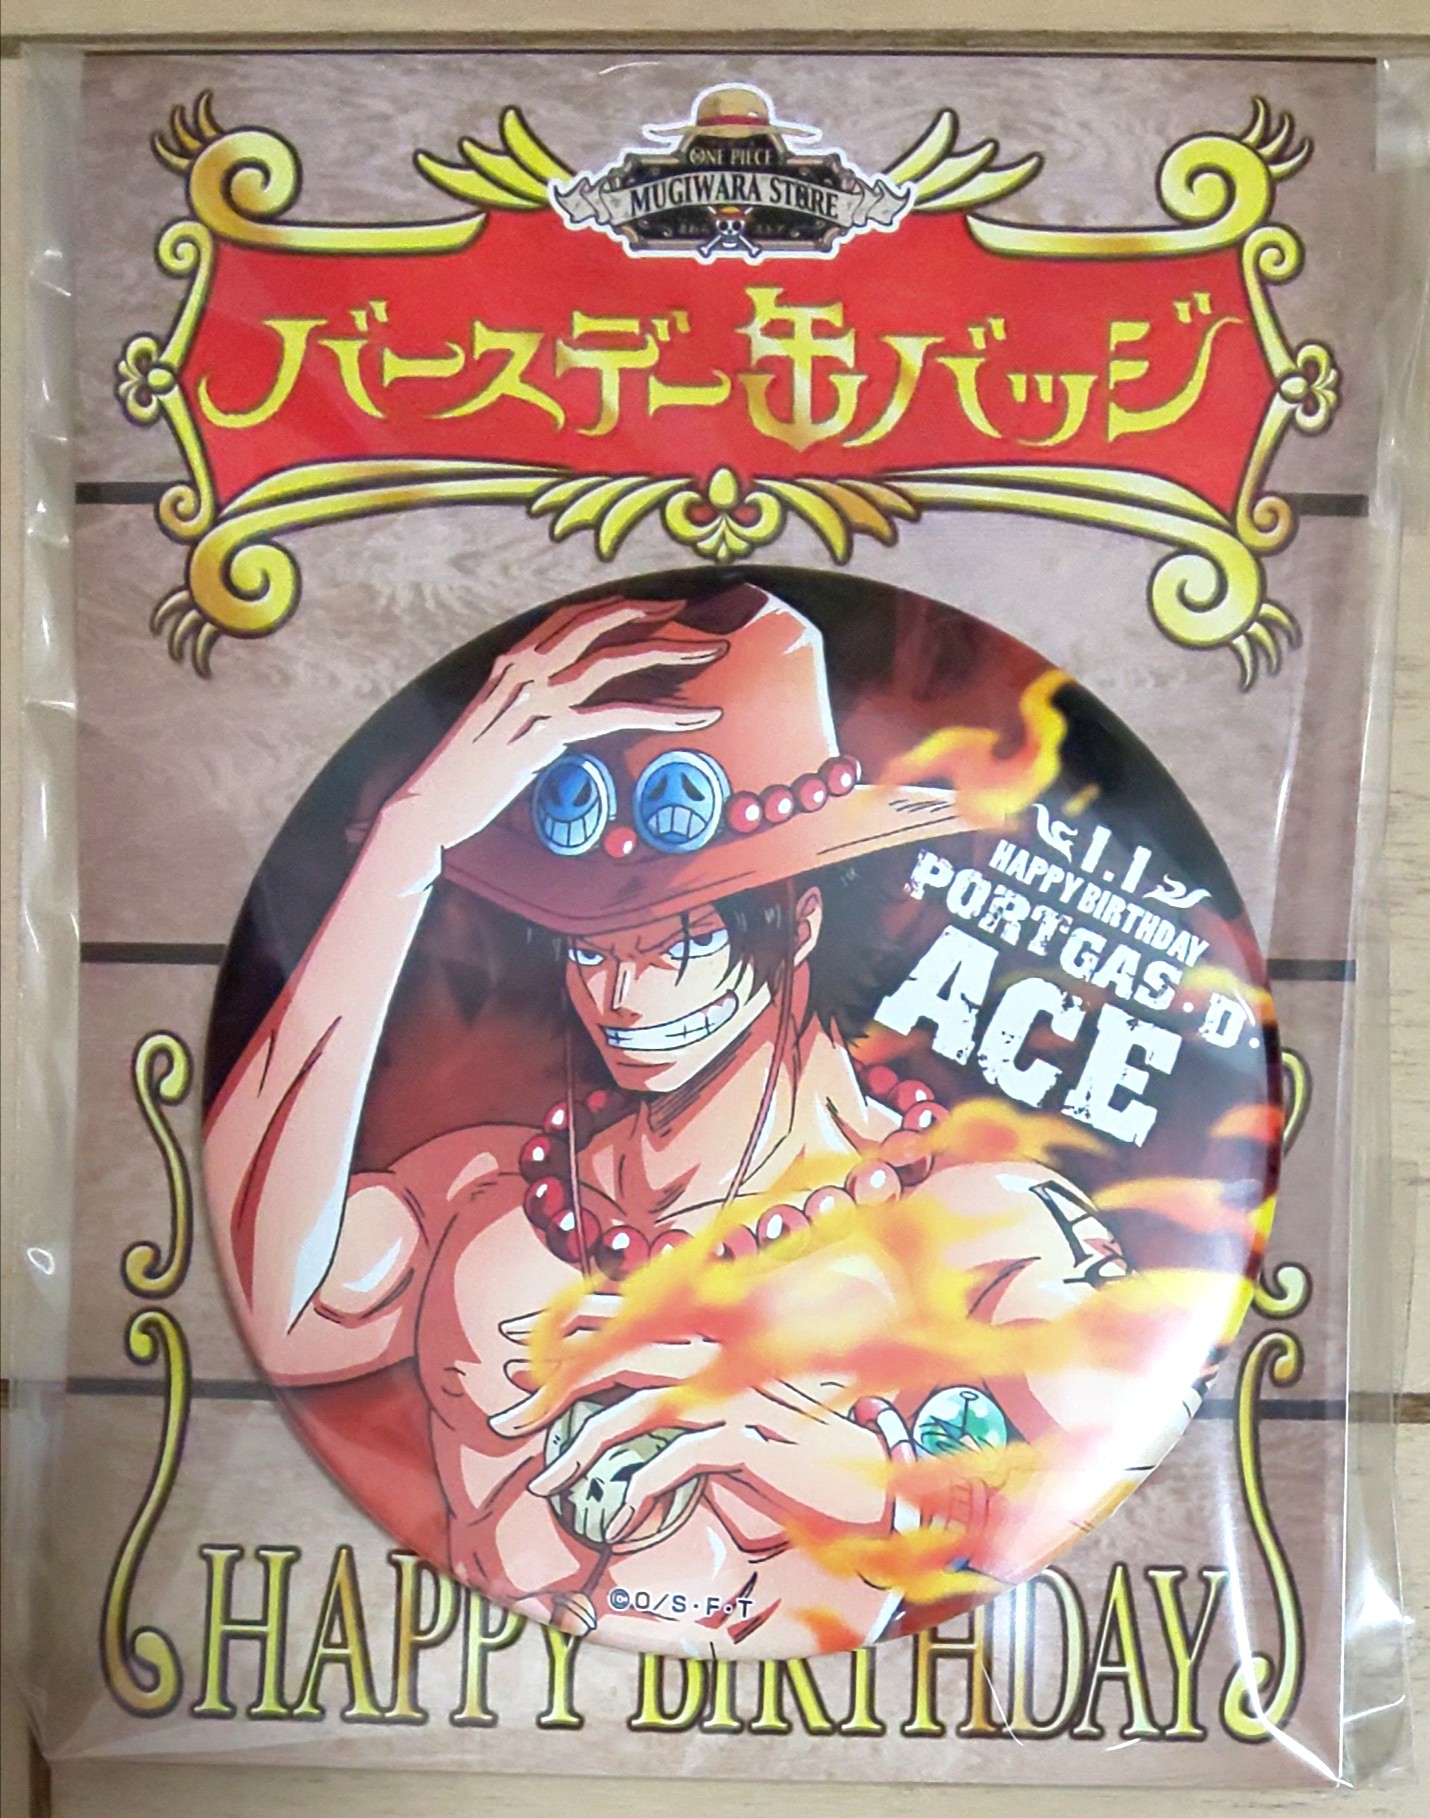 ONE PIECE
MUGIWARA STORE
バースデー缶バッジ
1.1
HAPPY BIRTHDAY
PORTGAS・D.
ACE
A
©O/S・F・T
HAPPY BIRTHDAY